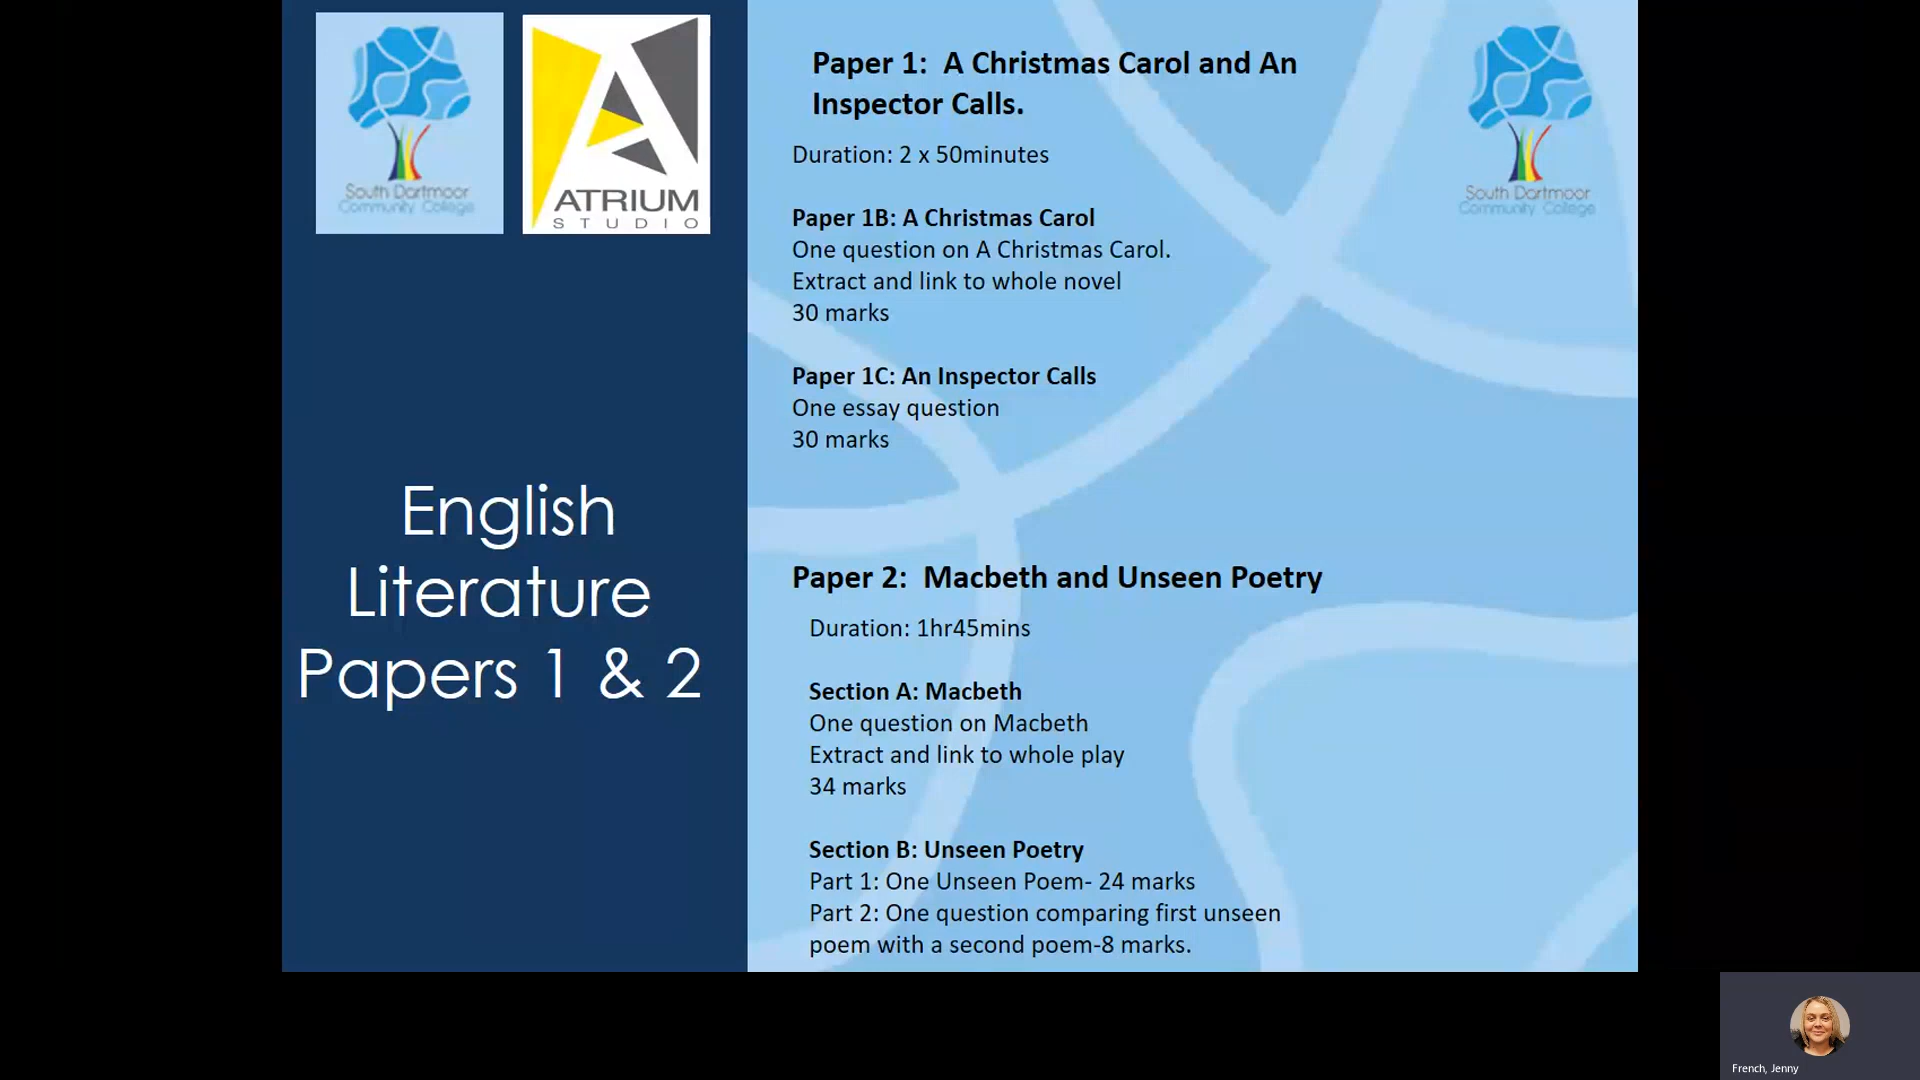 South Dartmoor
Community College
ATRIUM
STUDIO
English
Literature
Papers 1 & 2
Paper 1:  A Christmas Carol and An
Inspector Calls.
Duration: 2 x 50minutes
Paper 1B: A Christmas Carol
One question on A Christmas Carol.
Extract and link to whole novel
30 marks
Paper 1C: An Inspector Calls
One essay question
30 marks
Paper 2:  Macbeth and Unseen Poetry
Duration: 1hr45mins
Section A: Macbeth
One question on Macbeth
Extract and link to whole play
34 marks
Section B: Unseen Poetry
Part 1: One Unseen Poem- 24 marks
Part 2: One question comparing first unseen
poem with a second poem-8 marks.
South Dartmoor
Community College
French, Jenny